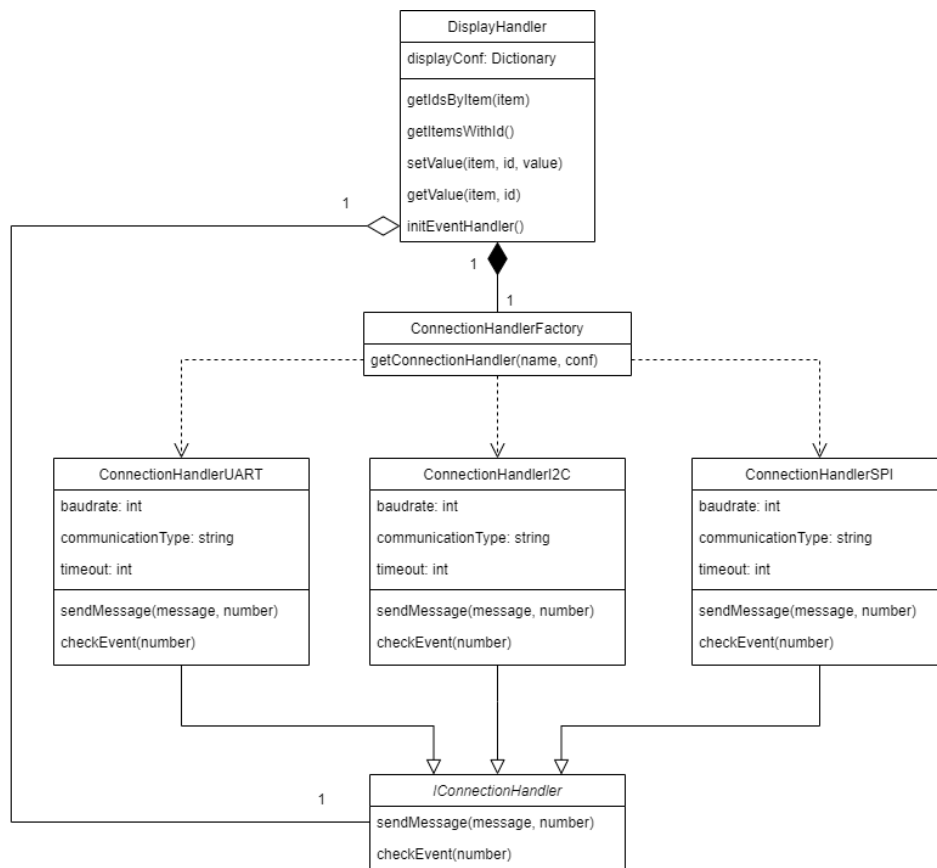 DisplayHandler
displayConf: Dictionary
getIdsByItem(item)
getItemsWithId()
setValue(item, id, value)
getValue(item, id)
initEventHandler()
1
1
1
ConnectionHandlerFactory
getConnectionHandler(name, conf)
ConnectionHandlerUART
baudrate: int
communicationType: string
timeout: int
sendMessage(message, number)
checkEvent(number)
ConnectionHandlerI2C
baudrate: int
communicationType: string
timeout: int
sendMessage(message, number)
checkEvent(number)
ConnectionHandlerSPI
baudrate: int
communicationType: string
timeout: int
sendMessage(message, number)
checkEvent(number)
1
IConnectionHandler
sendMessage(message, number)
checkEvent(number)